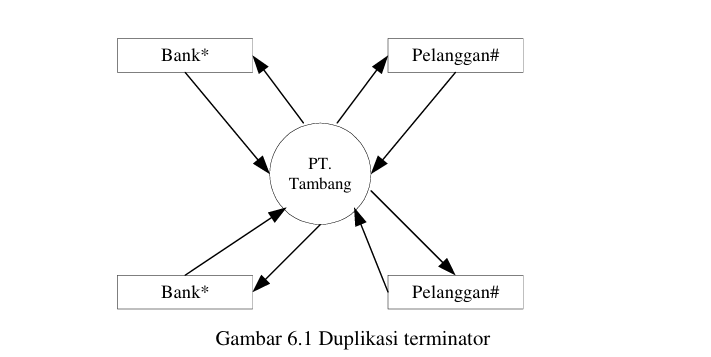 Bank*
Pelanggan#
PT.
Tambang
Bank*
Pelanggan#
Gambar 6.1 Duplikasi terminator